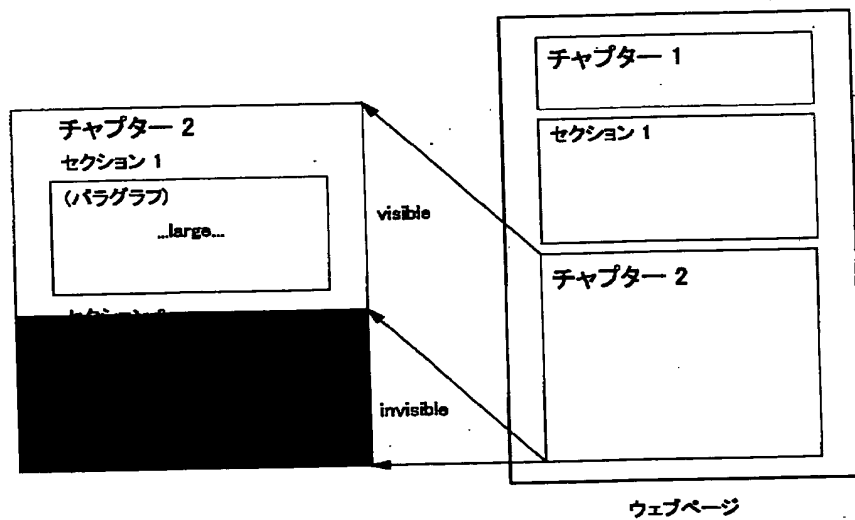 チャプター 2
セクション 1
(パラグラフ)
...large...
visible
invisible
チャプター 1
セクション 1
チャプター 2
ウェブページ